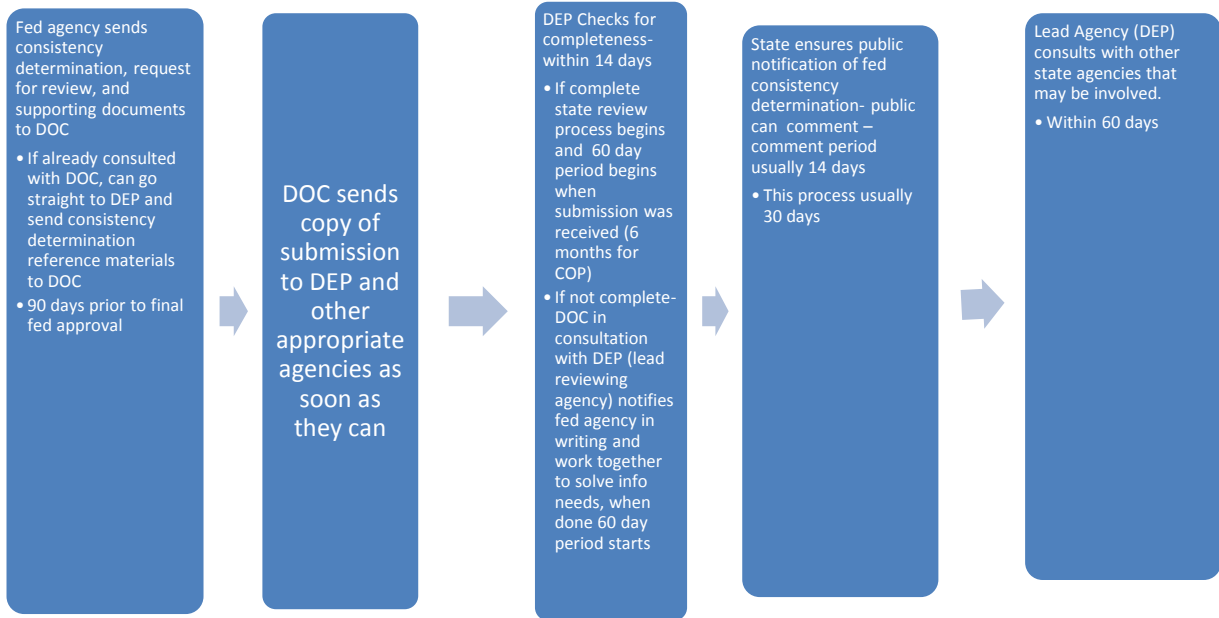 Fed agency sends
consistency
determination, request
for review, and
supporting documents
to DOC
• If already consulted
with DOC, can go
straight to DEP and
send consistency
determination
reference materials
to DOC
• 90 days prior to final
fed approval
DOC sends
copy of
submission
to DEP and
other
appropriate
agencies as
soon as
they can
DEP Checks for
completeness-
within 14 days
• If complete
state review
process begins
and 60 day
period begins
when
submission was
received (6
months for
COP)
• If not complete-
DOC in
consultation
with DEP (lead
reviewing
agency) notifies
fed agency in
writing and
work together
to solve info
needs, when
done 60 day
period starts
State ensures public
notification of fed
consistency
determination- public
can comment –
comment period
usually 14 days
• This process usually
30 days
Lead Agency (DEP)
consults with other
state agencies that
may be involved.
• Within 60 days